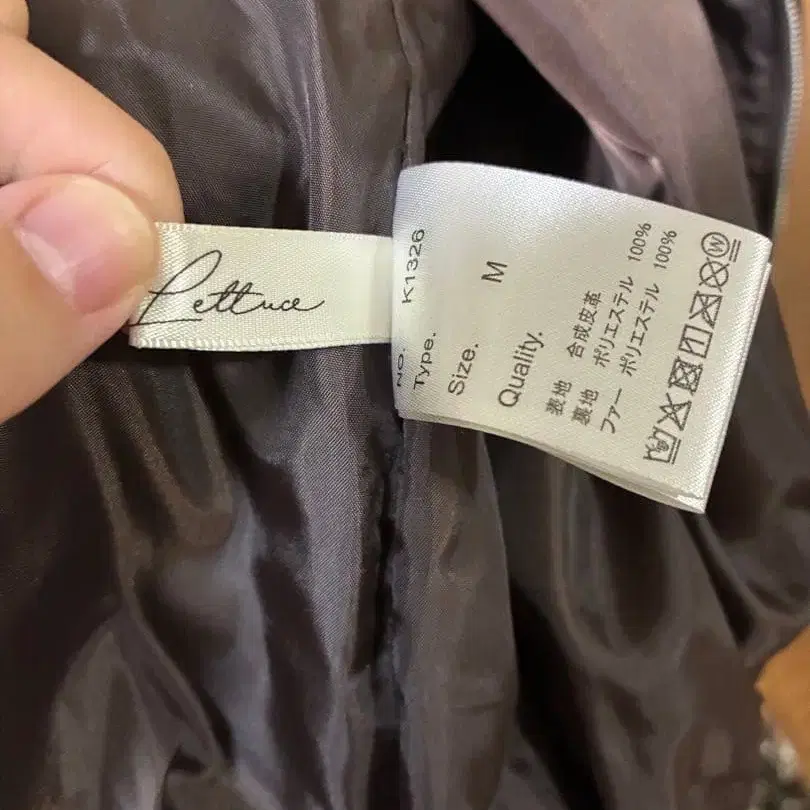 Lettuce
NO. K1326
Type.
Size. M
Quality.
表地 合成皮革
裏地 ポリエステル 100%
ファー ポリエステル 100%